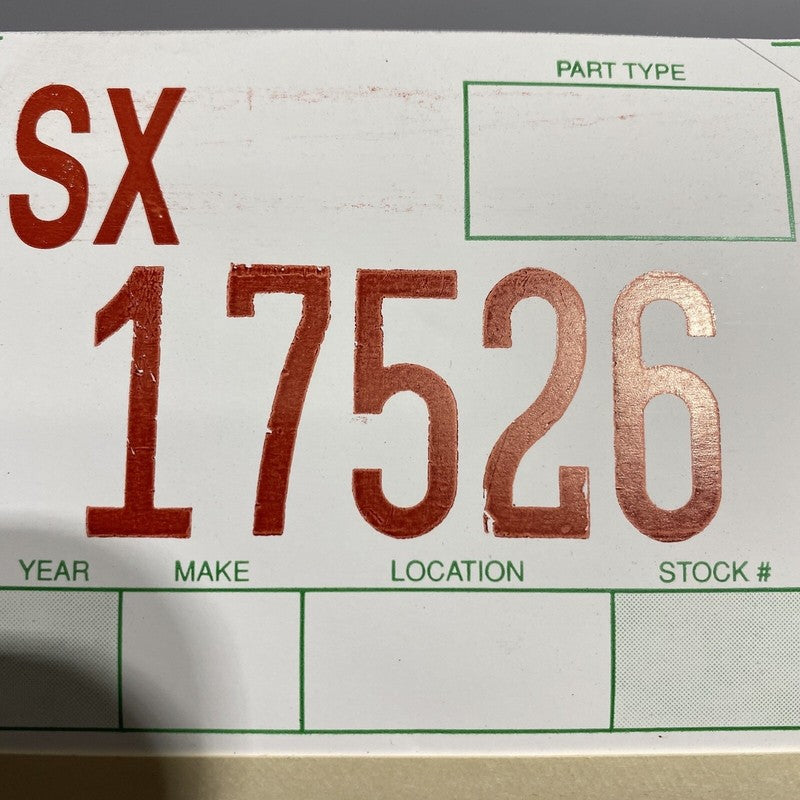 PART TYPE
SX
17526
YEAR MAKE LOCATION STOCK #